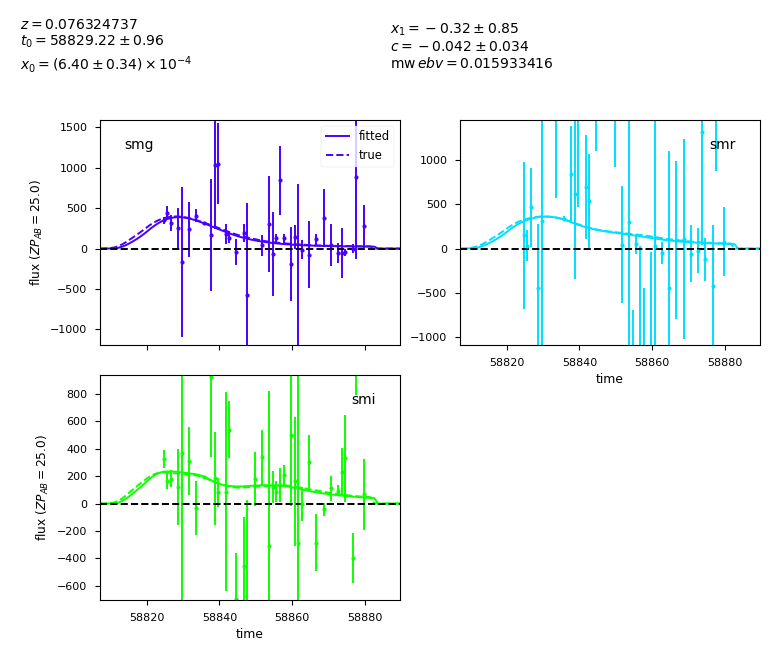 z = 0.076324737
t₀ = 58829.22 ± 0.96
x₀ = (6.40 ± 0.34) × 10⁻⁴
x₁ = −0.32 ± 0.85
c = −0.042 ± 0.034
mw ebv = 0.015933416
smg
fitted
true
1500
1000
500
0
−500
−1000
flux (ZP_AB = 25.0)
smr
1000
500
0
−500
−1000
58820 58840 58860 58880
time
smi
800
600
400
200
0
−200
−400
−600
flux (ZP_AB = 25.0)
58820 58840 58860 58880
time